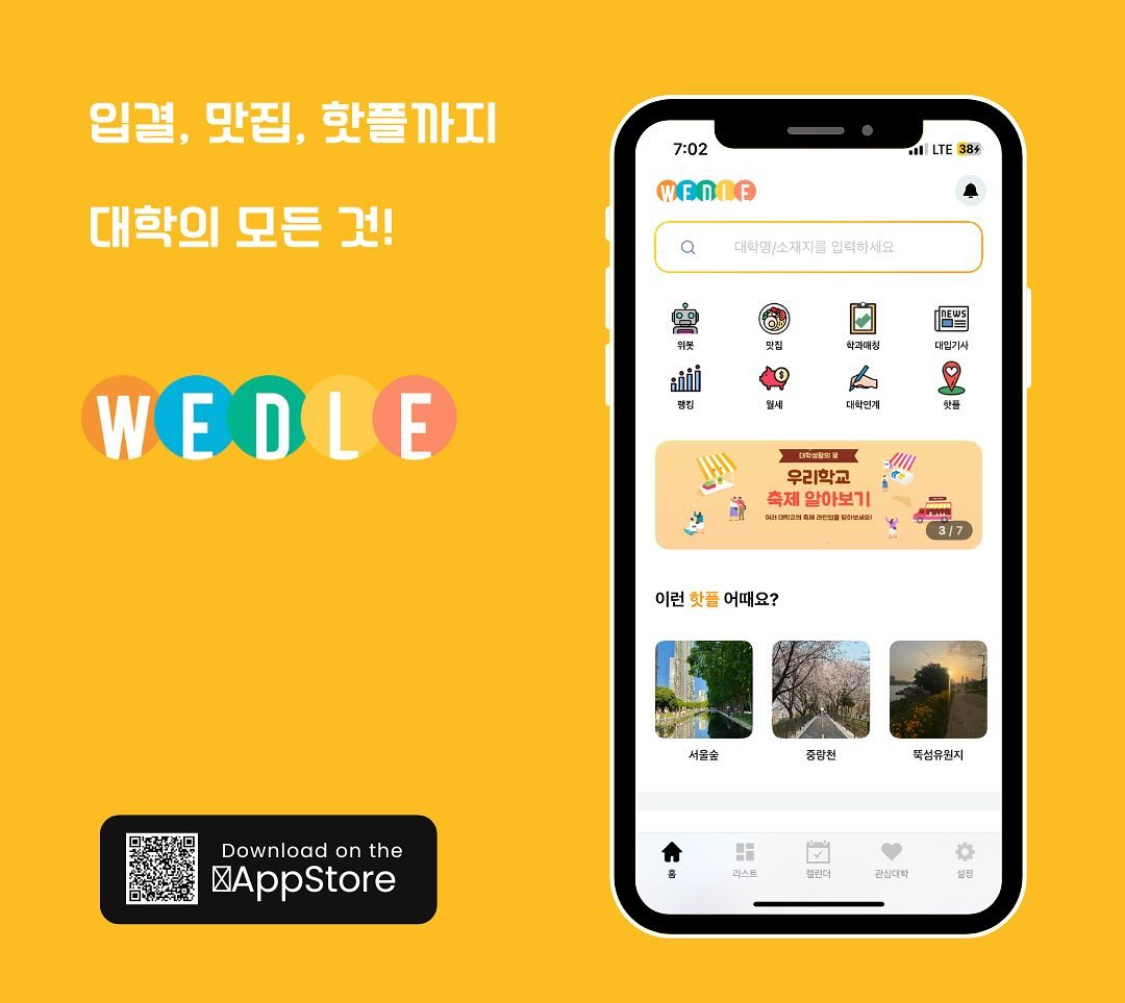 입결, 맛집, 핫플까지
대학의 모든 것!
WEDLE
Download on the
AppStore
7:02
LTE 38
WEDLE
대학명/소재지를 입력하세요
위봇 맛집 학과매칭 대입기사
NEWS
랭킹 월세 대학연계 핫플
대학생활의 꽃
우리학교
축제 알아보기
여러 대학교의 축제 라인업을 찾아보세요!
3/7
이런 핫플 어때요?
서울숲 중랑천 뚝섬유원지
홈 리스트 캘린더 관심대학 설정